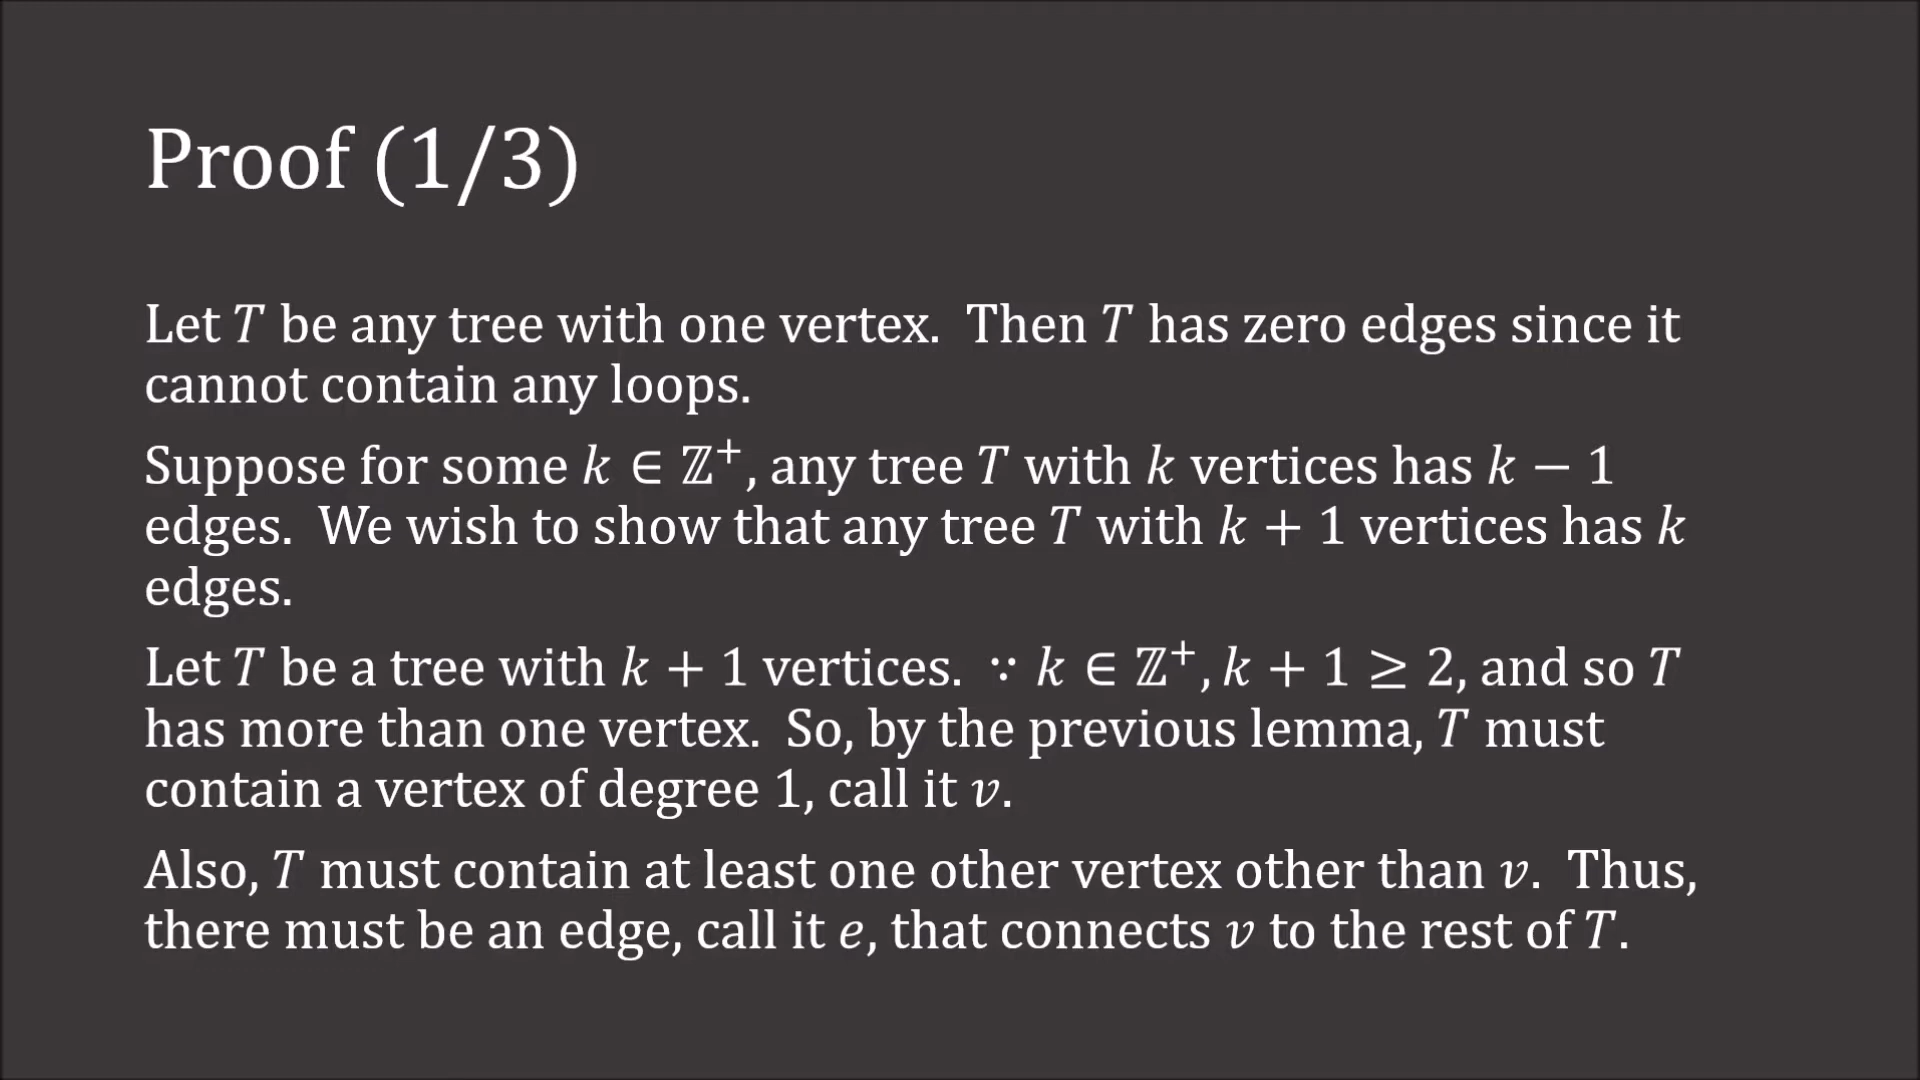 Proof (1/3)
Let T be any tree with one vertex.  Then T has zero edges since it
cannot contain any loops.
Suppose for some k ∈ ℤ⁺, any tree T with k vertices has k − 1
edges.  We wish to show that any tree T with k + 1 vertices has k
edges.
Let T be a tree with k + 1 vertices.  ∵ k ∈ ℤ⁺, k + 1 ≥ 2, and so T
has more than one vertex.  So, by the previous lemma, T must
contain a vertex of degree 1, call it v.
Also, T must contain at least one other vertex other than v.  Thus,
there must be an edge, call it e, that connects v to the rest of T.